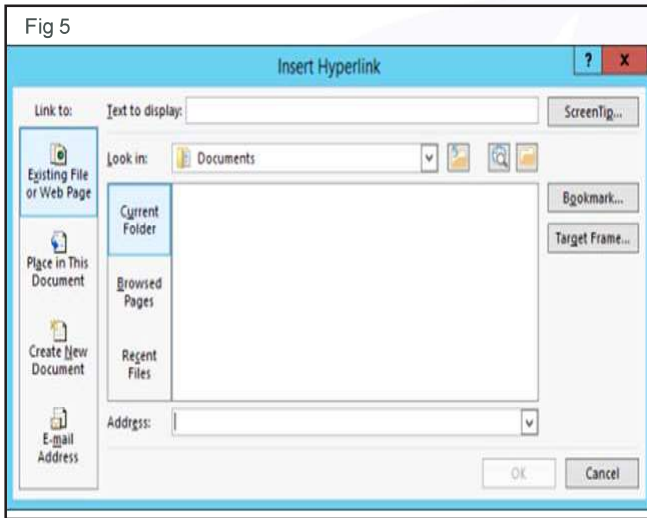 Fig 5
Insert Hyperlink
? X
Link to:
Text to display:
ScreenTip...
Existing File
or Web Page
Look in:
Documents
Bookmark...
Target Frame...
Current
Folder
Place in This
Document
Browsed
Pages
Create New
Document
Recent
Files
E-mail
Address
Address:
OK
Cancel